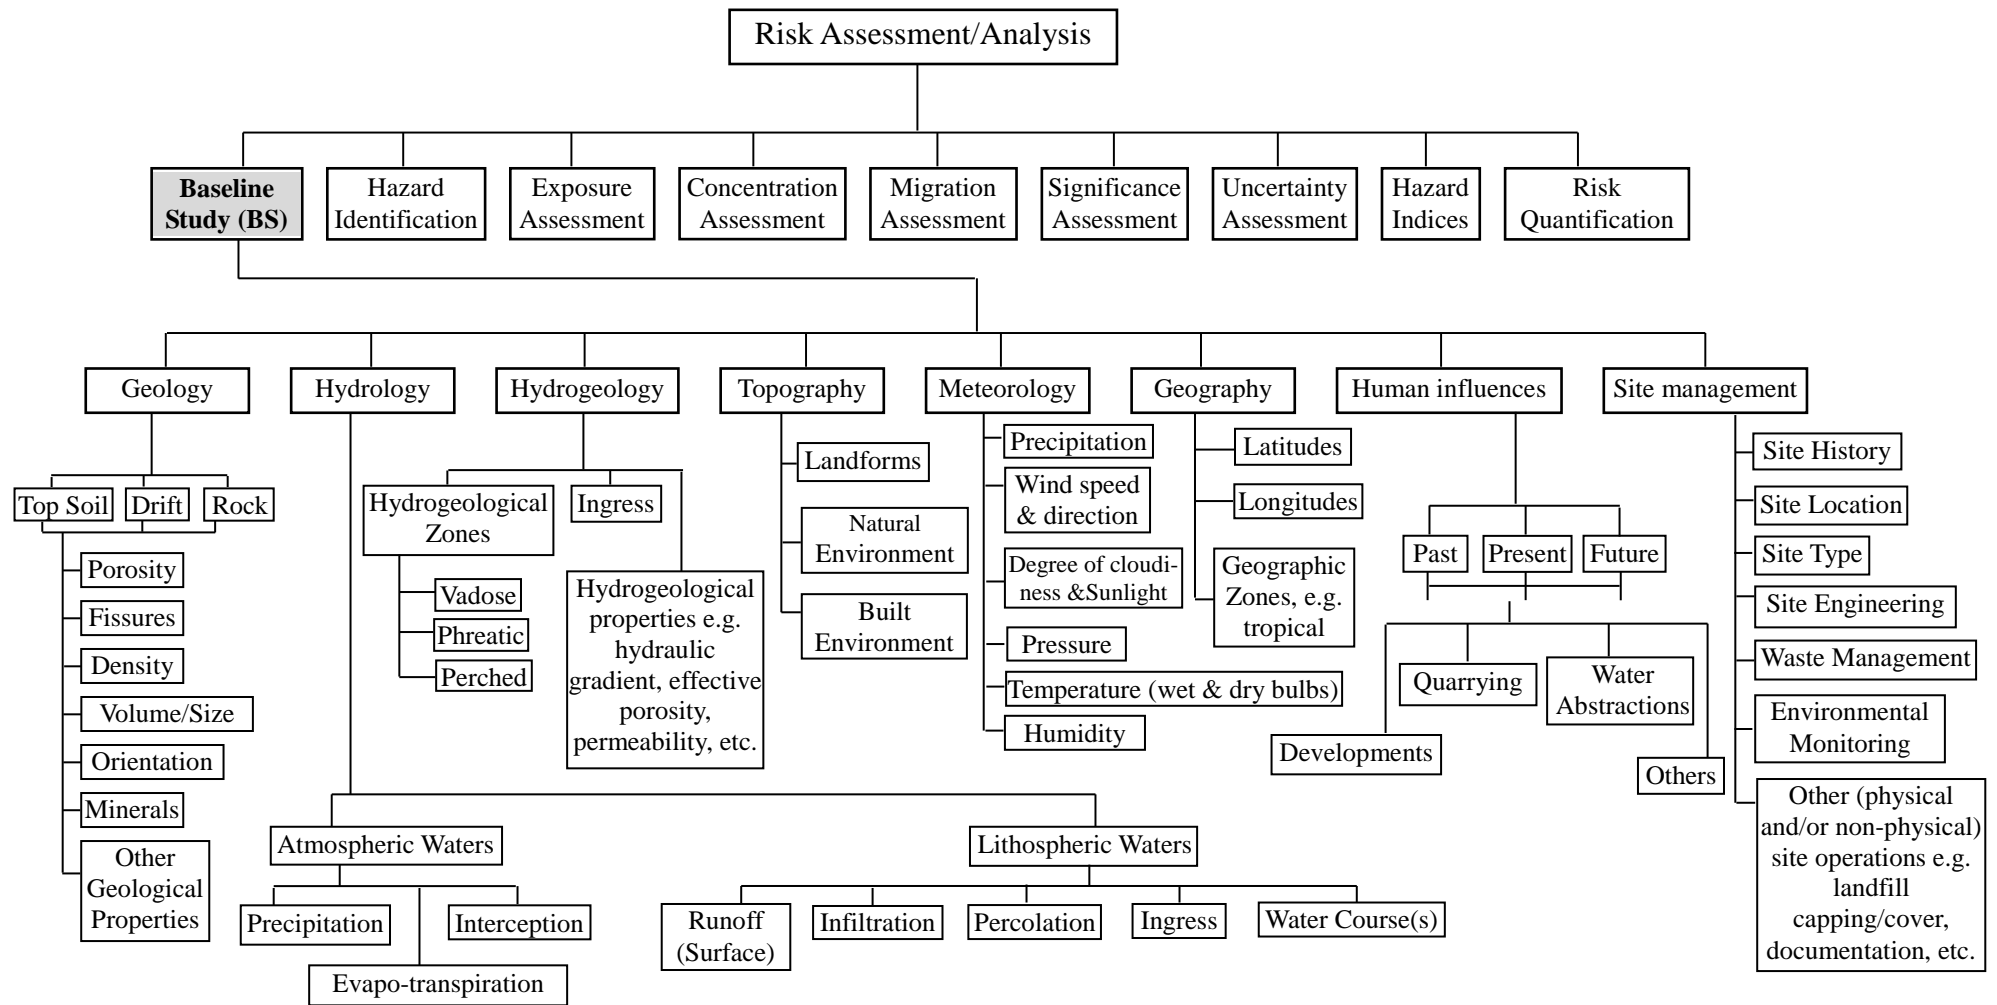 Risk Assessment/Analysis
Baseline
Study (BS)
Hazard
Identification
Exposure
Assessment
Concentration
Assessment
Migration
Assessment
Significance
Assessment
Uncertainty
Assessment
Hazard
Indices
Risk
Quantification
Geology
Hydrology
Hydrogeology
Topography
Meteorology
Geography
Human influences
Site management
Top Soil
Drift
Rock
Porosity
Fissures
Density
Volume/Size
Orientation
Minerals
Other
Geological
Properties
Hydrogeological
Zones
Vadose
Phreatic
Perched
Ingress
Hydrogeological
properties e.g.
hydraulic
gradient, effective
porosity,
permeability, etc.
Landforms
Natural
Environment
Built
Environment
Precipitation
Wind speed
& direction
Degree of cloudi-
ness &Sunlight
Pressure
Temperature (wet & dry bulbs)
Humidity
Latitudes
Longitudes
Geographic
Zones, e.g.
tropical
Past
Present
Future
Developments
Quarrying
Water
Abstractions
Others
Site History
Site Location
Site Type
Site Engineering
Waste Management
Environmental
Monitoring
Other (physical
and/or non-physical)
site operations e.g.
landfill
capping/cover,
documentation, etc.
Atmospheric Waters
Precipitation
Evapo-transpiration
Interception
Lithospheric Waters
Runoff
(Surface)
Infiltration
Percolation
Ingress
Water Course(s)